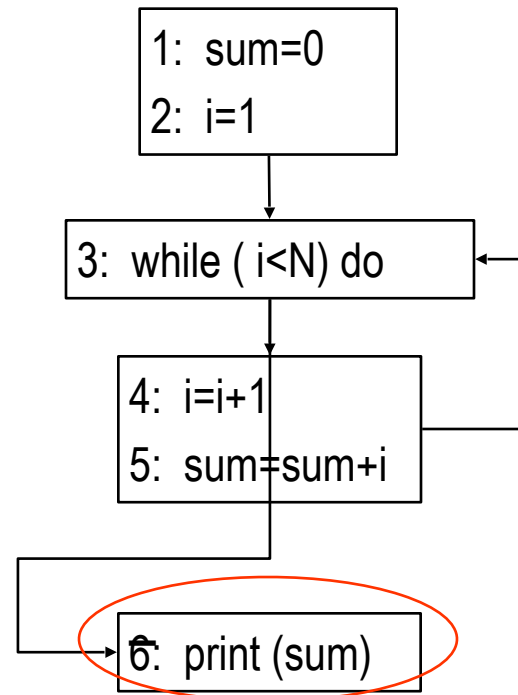 1: sum=0
2: i=1
3: while ( i<N) do
4: i=i+1
5: sum=sum+i
6: print (sum)